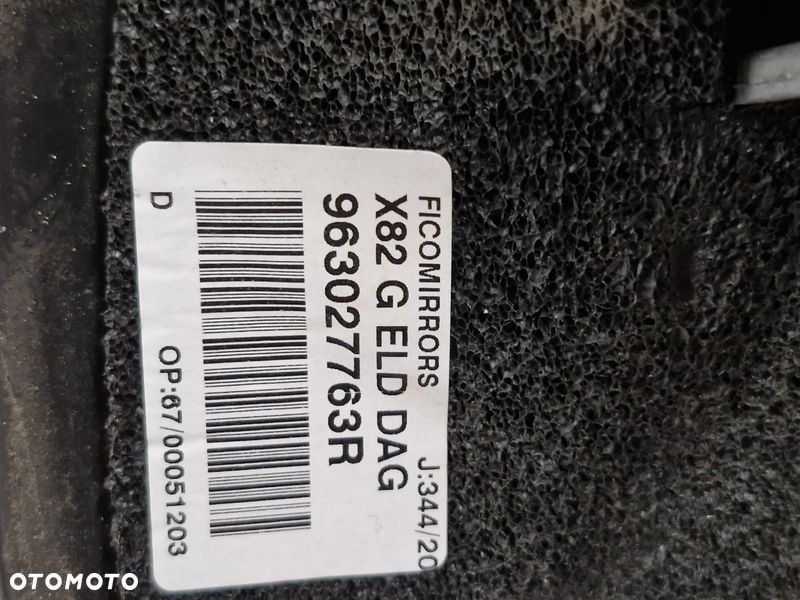 FICOMIRRORS J:344/20
X82 G ELD DAG
963027763R
D OP:67/00051203
OTOMOTO